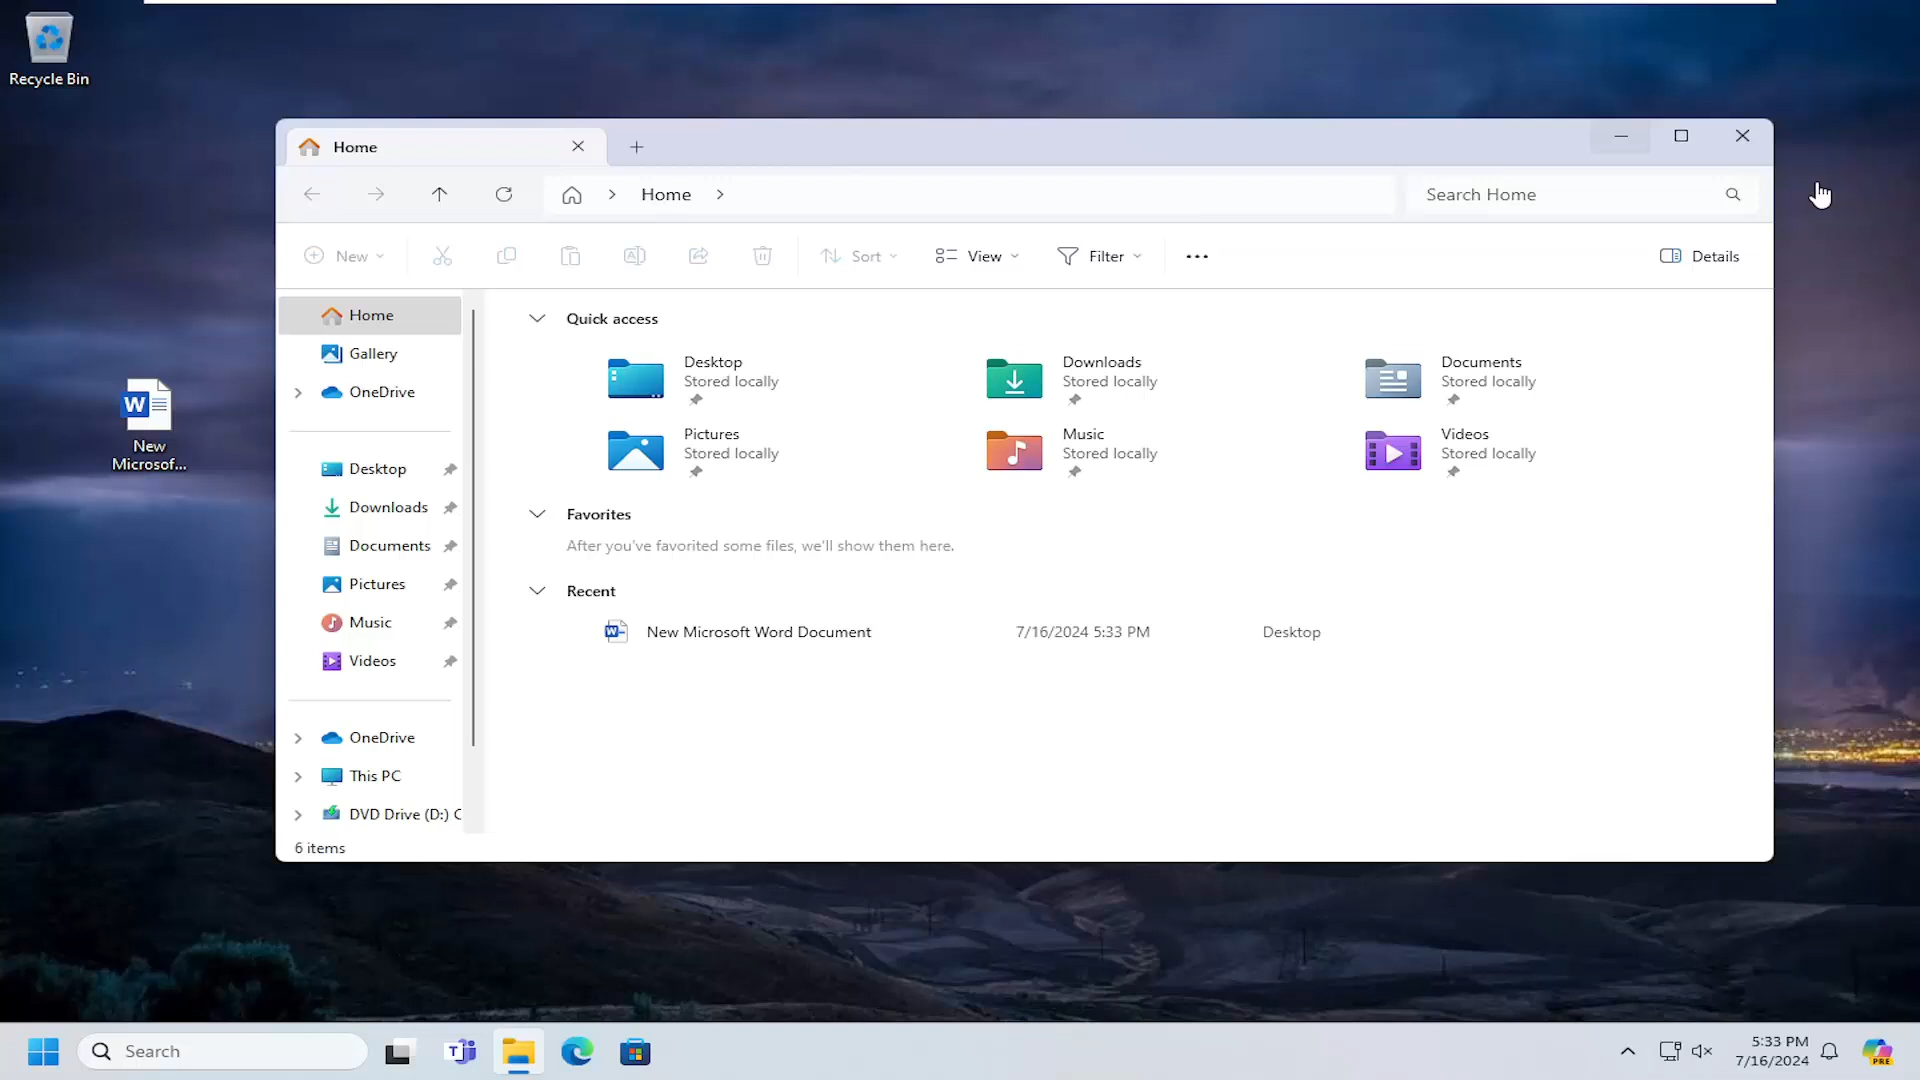 Recycle Bin
Home
Home
Search Home
New
Sort
View
Filter
Details
Home
Gallery
OneDrive
Desktop
Downloads
Documents
Pictures
Music
Videos
OneDrive
This PC
DVD Drive (D:) C
6 items
Quick access
Desktop
Stored locally
Downloads
Stored locally
Documents
Stored locally
Pictures
Stored locally
Music
Stored locally
Videos
Stored locally
Favorites
After you've favorited some files, we'll show them here.
Recent
New Microsoft Word Document 7/16/2024 5:33 PM Desktop
W
New
Microsof...
Search
T
5:33 PM
7/16/2024
PRE